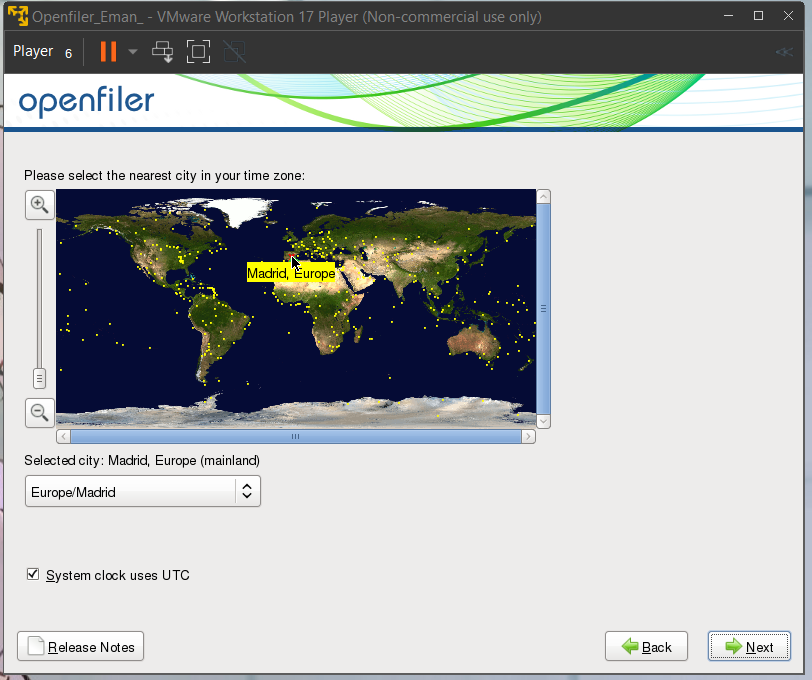 Openfiler_Eman_ - VMware Workstation 17 Player (Non-commercial use only)
Player 6
openfiler
Please select the nearest city in your time zone:
Madrid, Europe
Selected city: Madrid, Europe (mainland)
Europe/Madrid
System clock uses UTC
Release Notes
Back
Next